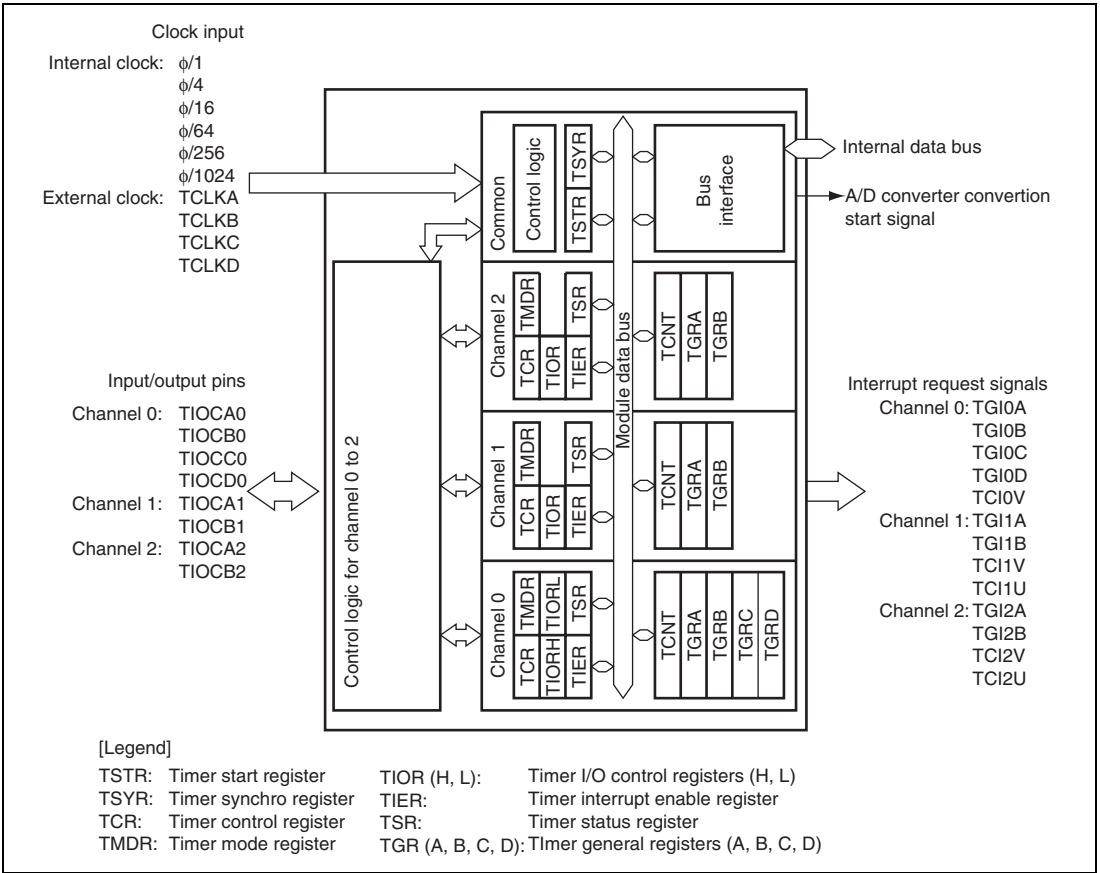 Clock input
Internal clock: ϕ/1
ϕ/4
ϕ/16
ϕ/64
ϕ/256
ϕ/1024
External clock: TCLKA
TCLKB
TCLKC
TCLKD
Input/output pins
Channel 0: TIOCA0
TIOCB0
TIOCC0
TIOCD0
Channel 1: TIOCA1
TIOCB1
Channel 2: TIOCA2
TIOCB2
Control logic for channel 0 to 2
Common
Control logic
TSTR
TSYR
Bus
interface
Module data bus
Channel 2
TCR
TMDR
TIOR
TIER
TSR
TCNT
TGRA
TGRB
Channel 1
TCR
TMDR
TIOR
TIER
TSR
TCNT
TGRA
TGRB
Channel 0
TCR
TMDR
TIORH
TIORL
TIER
TSR
TCNT
TGRA
TGRB
TGRC
TGRD
Internal data bus
A/D converter convertion
start signal
Interrupt request signals
Channel 0: TGI0A
TGI0B
TGI0C
TGI0D
TCI0V
Channel 1: TGI1A
TGI1B
TCI1V
TCI1U
Channel 2: TGI2A
TGI2B
TCI2V
TCI2U
[Legend]
TSTR: Timer start register
TSYR: Timer synchro register
TCR: Timer control register
TMDR: Timer mode register
TIOR (H, L): Timer I/O control registers (H, L)
TIER: Timer interrupt enable register
TSR: Timer status register
TGR (A, B, C, D): TImer general registers (A, B, C, D)